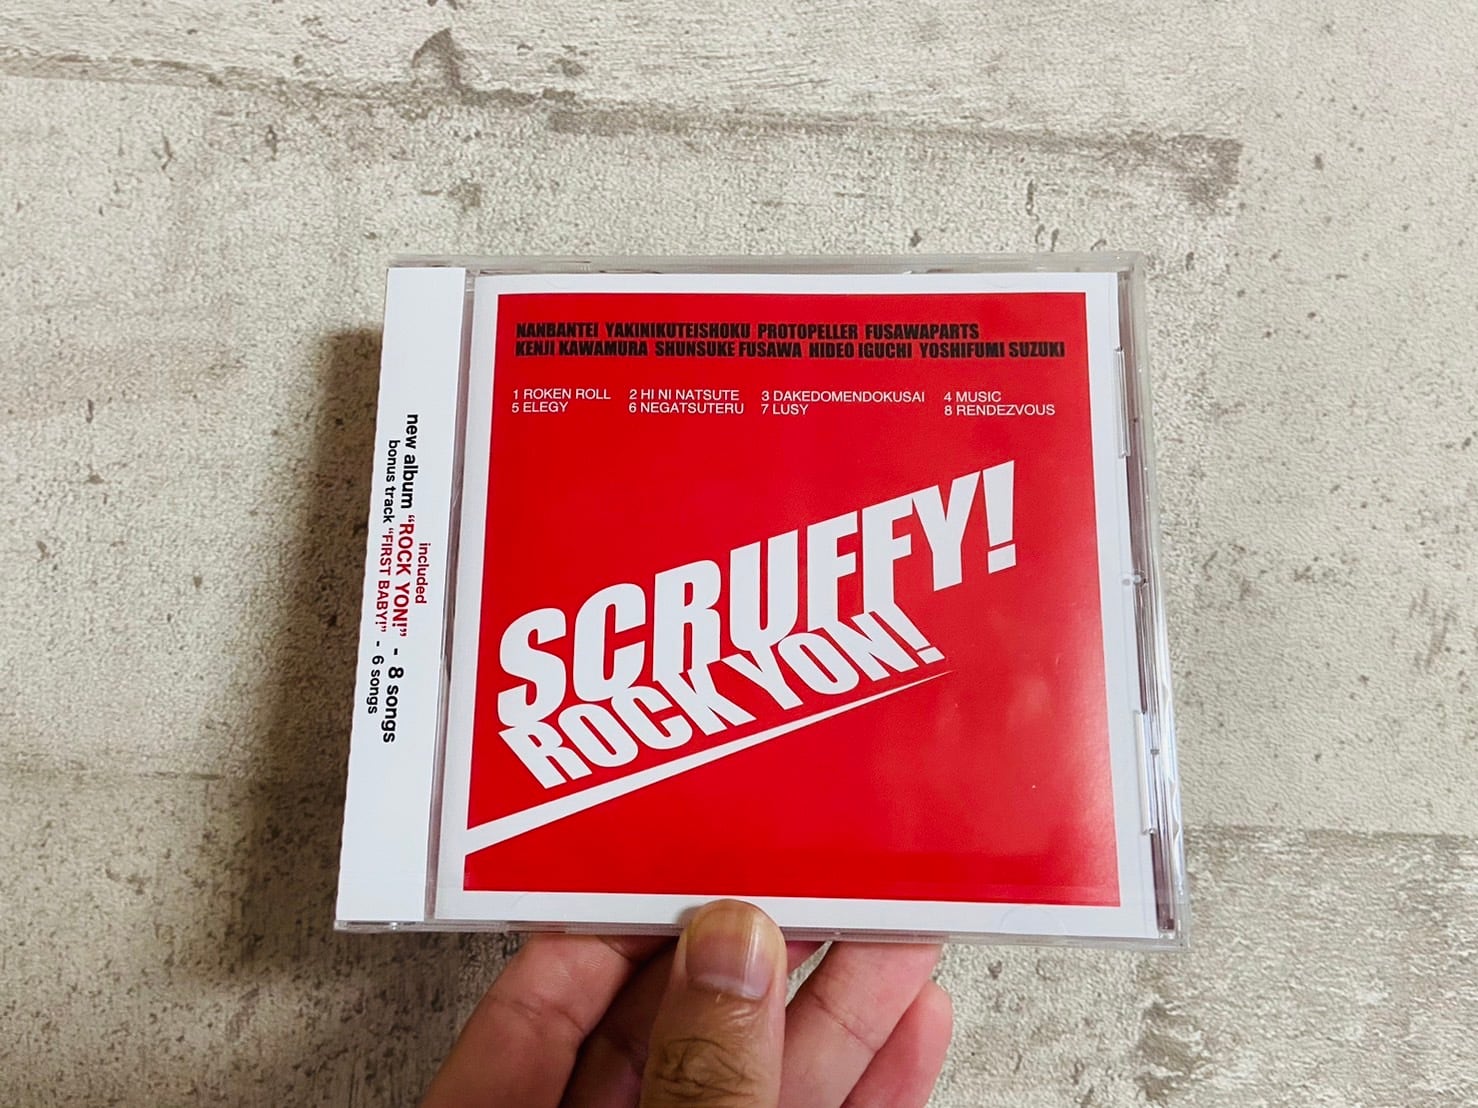 NANBANTEI YAKINIKUTEISHOKU PROTOPELLER FUSAWAPARTS
KENJI KAWAMURA SHUNSUKE FUSAWA HIDEO IGUCHI YOSHIFUMI SUZUKI
1 ROKEN ROLL 2 HI NI NATSUTE 3 DAKEDOMENDOKUSAI 4 MUSIC
5 ELEGY 6 NEGATSUTERU 7 LUSY 8 RENDEZVOUS
SCRUFFY!
ROCK YON!
included
new album “ROCK YON!” - 8 songs
bonus track “FIRST BABY!” - 6 songs